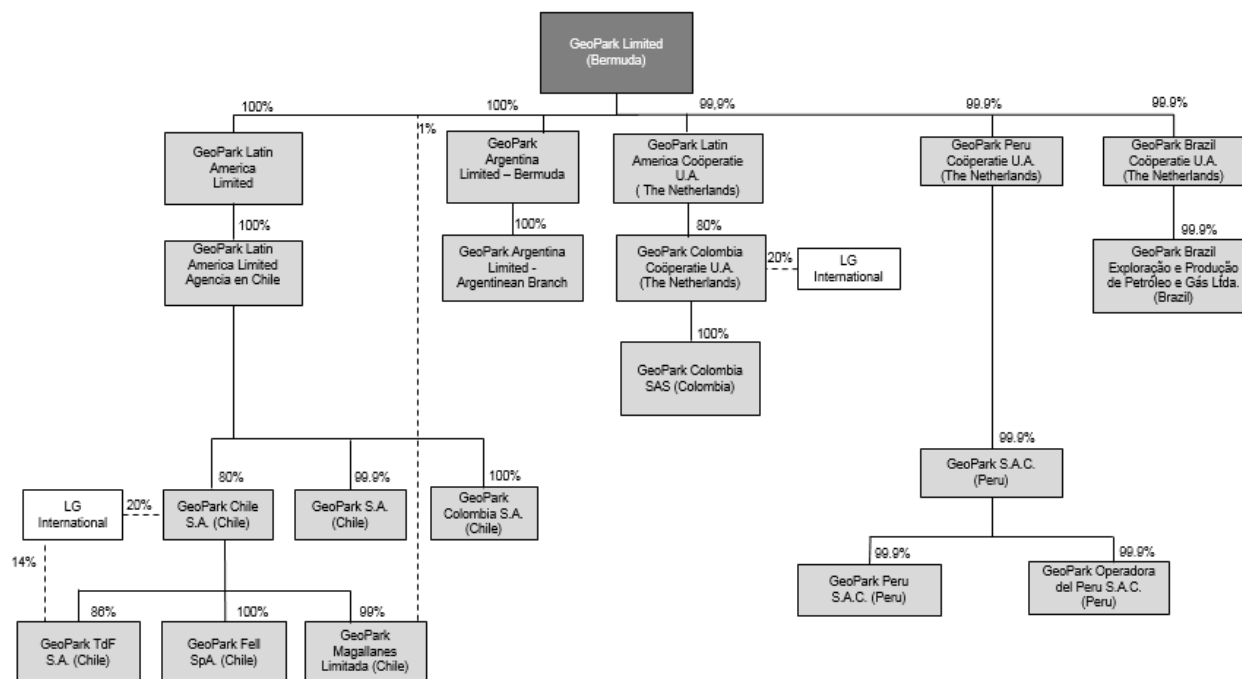 GeoPark Limited
(Bermuda)
100%
100%
99,9%
99.9%
99.9%
1%
GeoPark Latin
America
Limited
GeoPark
Argentina
Limited – Bermuda
GeoPark Latin
America Coöperatie
U.A.
( The Netherlands)
GeoPark Peru
Coöperatie U.A.
(The Netherlands)
GeoPark Brazil
Coöperatie U.A.
(The Netherlands)
100%
100%
80%
99.9%
GeoPark Latin
America Limited
Agencia en Chile
GeoPark Argentina
Limited -
Argentinean Branch
GeoPark Colombia
Coöperatie U.A.
(The Netherlands)
20%
LG
International
GeoPark Brazil
Exploração e Produção
de Petróleo e Gás Ltda.
(Brazil)
100%
GeoPark Colombia
SAS (Colombia)
99.9%
GeoPark S.A.C.
(Peru)
80%
99.9%
100%
LG
International
20%
GeoPark Chile
S.A. (Chile)
GeoPark S.A.
(Chile)
GeoPark
Colombia S.A.
(Chile)
14%
99.9%
99.9%
GeoPark Peru
S.A.C. (Peru)
GeoPark Operadora
del Peru S.A.C.
(Peru)
86%
100%
99%
GeoPark TdF
S.A. (Chile)
GeoPark Fell
SpA. (Chile)
GeoPark
Magallanes
Limitada (Chile)